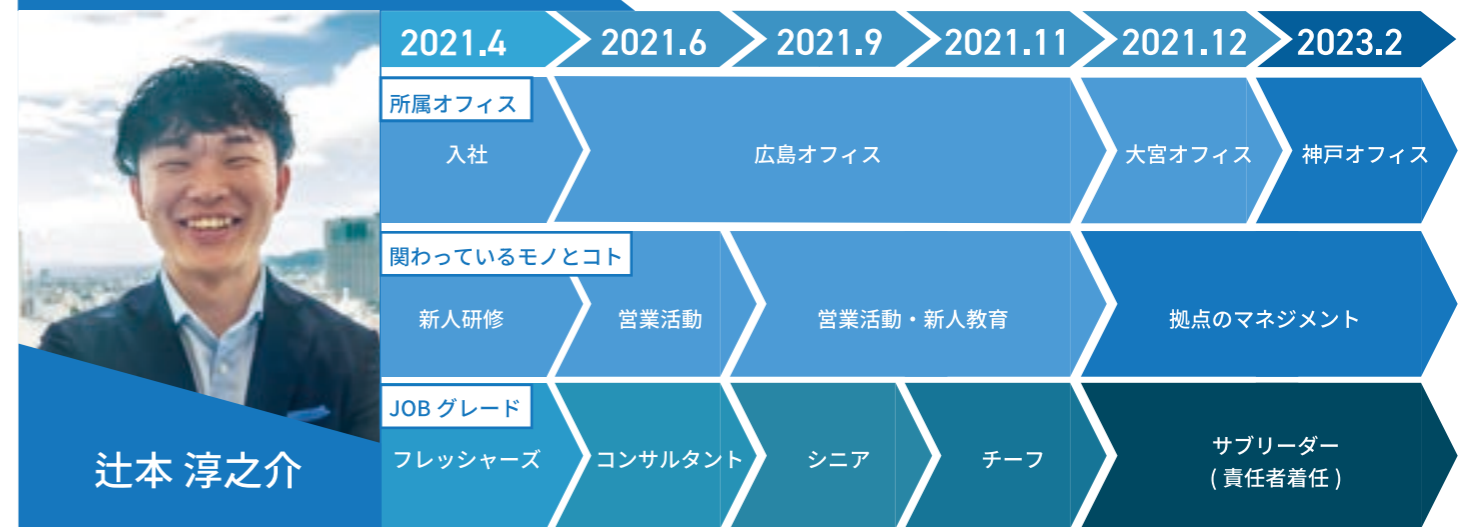 2021.4
2021.6
2021.9
2021.11
2021.12
2023.2
所属オフィス
入社
広島オフィス
大宮オフィス
神戸オフィス
関わっているモノとコト
新人研修
営業活動
営業活動・新人教育
拠点のマネジメント
JOB グレード
フレッシャーズ
コンサルタント
シニア
チーフ
サブリーダー
( 責任者着任 )
辻本 淳之介